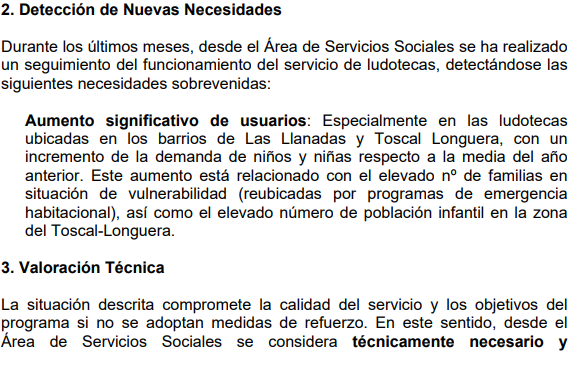 2. Detección de Nuevas Necesidades
Durante los últimos meses, desde el Área de Servicios Sociales se ha realizado
un seguimiento del funcionamiento del servicio de ludotecas, detectándose las
siguientes necesidades sobrevenidas:
Aumento significativo de usuarios: Especialmente en las ludotecas
ubicadas en los barrios de Las Llanadas y Toscal Longuera, con un
incremento de la demanda de niños y niñas respecto a la media del año
anterior. Este aumento está relacionado con el elevado nº de familias en
situación de vulnerabilidad (reubicadas por programas de emergencia
habitacional), así como el elevado número de población infantil en la zona
del Toscal-Longuera.
3. Valoración Técnica
La situación descrita compromete la calidad del servicio y los objetivos del
programa si no se adoptan medidas de refuerzo. En este sentido, desde el
Área de Servicios Sociales se considera técnicamente necesario y